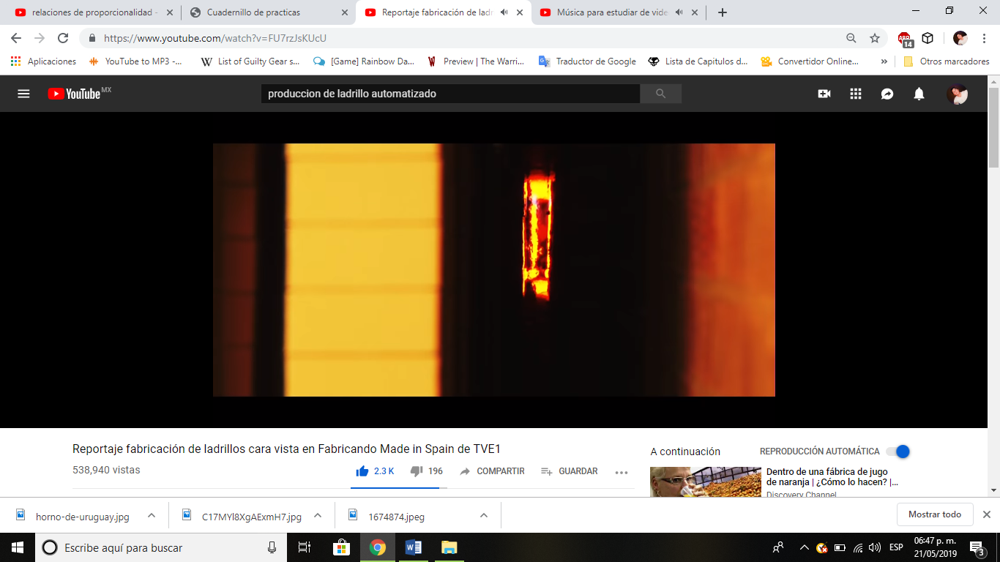 relaciones de proporcionalidad -
Cuadernillo de practicas
Reportaje fabricación de ladr
Música para estudiar de vide
https://www.youtube.com/watch?v=FU7rzJsKUcU
ABP
14
Aplicaciones
YouTube to MP3 -...
W
List of Guilty Gear s...
[Game] Rainbow Da...
Preview | The Warri...
Traductor de Google
Lista de Capitulos d...
Convertidor Online...
»
Otros marcadores
YouTube MX
produccion de ladrillo automatizado
Reportaje fabricación de ladrillos cara vista en Fabricando Made in Spain de TVE1
538,940 vistas
2.3 K
196
COMPARTIR
GUARDAR
A continuación
REPRODUCCIÓN AUTOMÁTICA
Dentro de una fábrica de jugo
de naranja | ¿Cómo lo hacen? |...
Discovery Channel
horno-de-uruguay.jpg
C17MYl8XgAExmH7.jpg
1674874.jpeg
Mostrar todo
Escribe aquí para buscar
ESP
06:47 p. m.
21/05/2019
3